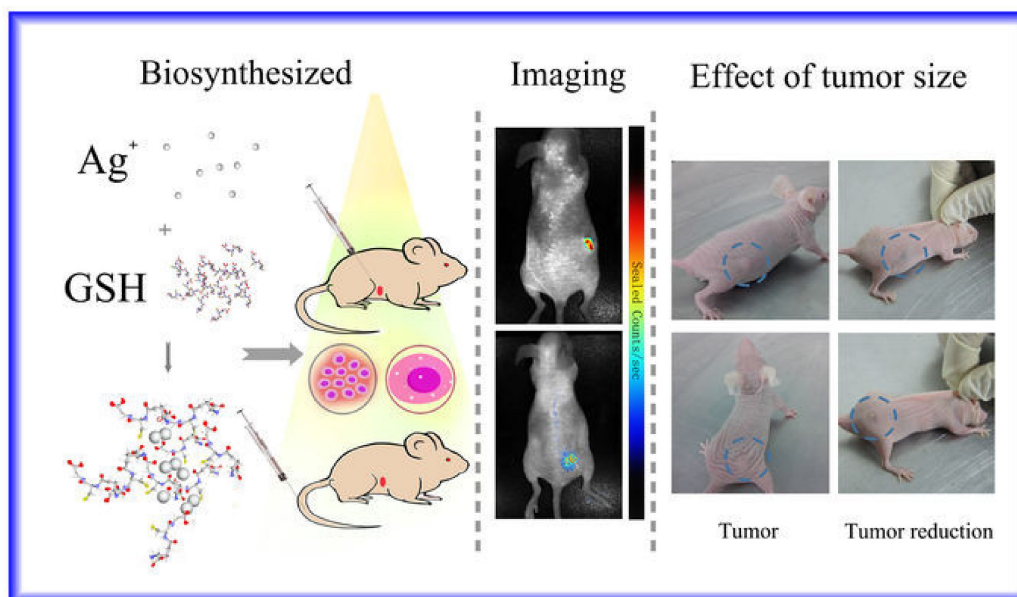 Biosynthesized
Ag+
+
GSH
Imaging
Sealed Counts/sec
Effect of tumor size
Tumor
Tumor reduction